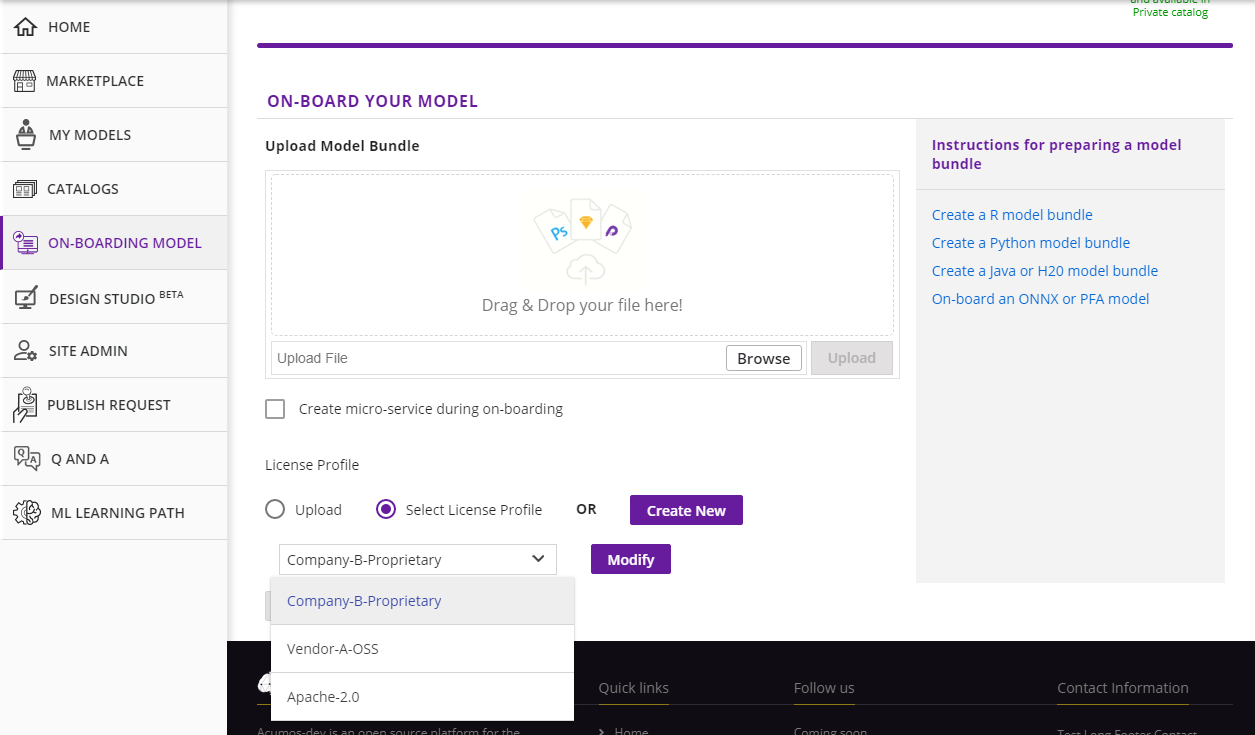 and available in
Private catalog
HOME
MARKETPLACE
MY MODELS
CATALOGS
ON-BOARDING MODEL
DESIGN STUDIO BETA
SITE ADMIN
PUBLISH REQUEST
Q AND A
ML LEARNING PATH
ON-BOARD YOUR MODEL
Upload Model Bundle
Ps
Drag & Drop your file here!
Upload File
Browse
Upload
Create micro-service during on-boarding
License Profile
Upload
Select License Profile
OR
Create New
Company-B-Proprietary
Modify
Company-B-Proprietary
Vendor-A-OSS
Apache-2.0
Instructions for preparing a model
bundle
Create a R model bundle
Create a Python model bundle
Create a Java or H20 model bundle
On-board an ONNX or PFA model
Quick links
Follow us
Contact Information
Acumos-dev is an open source platform for the
Home
Coming soon
Test Long Footer Contact